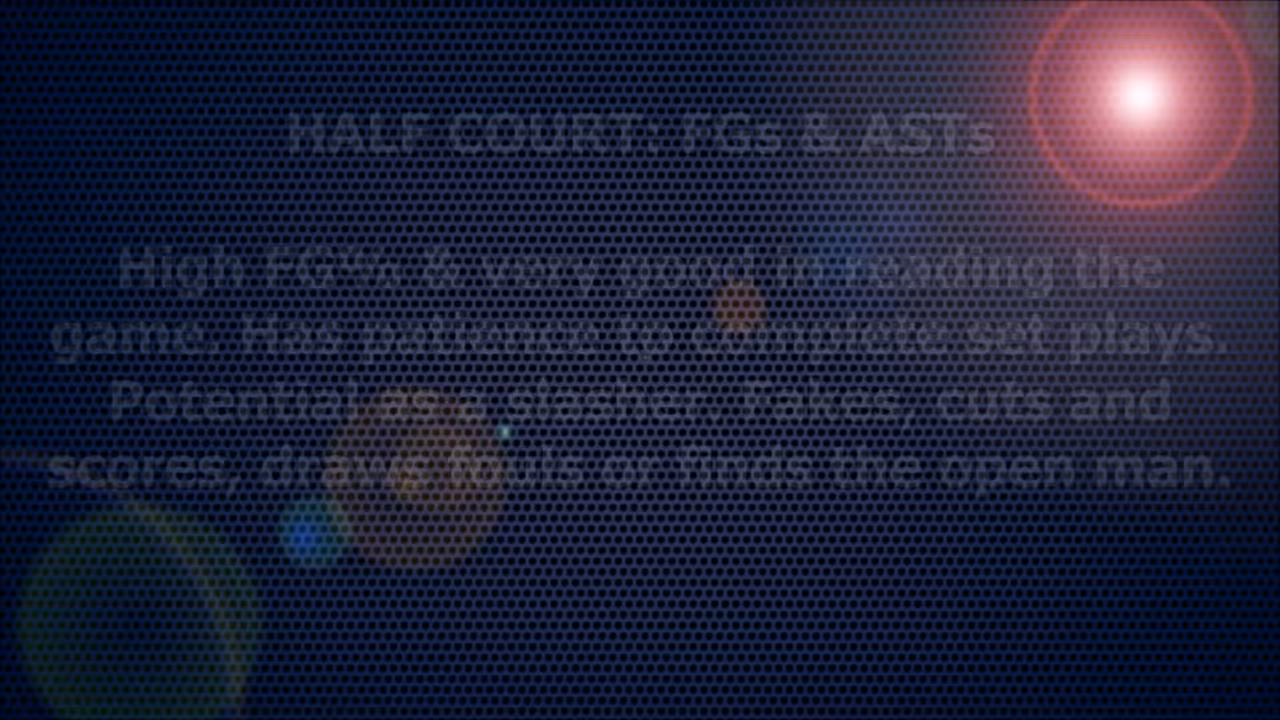 HALF COURT: FGs & ASTs
High FG% & very good in reading the
game. Has patience to complete set plays.
Potential as a slasher. Fakes, cuts and
scores, draws fouls or finds the open man.